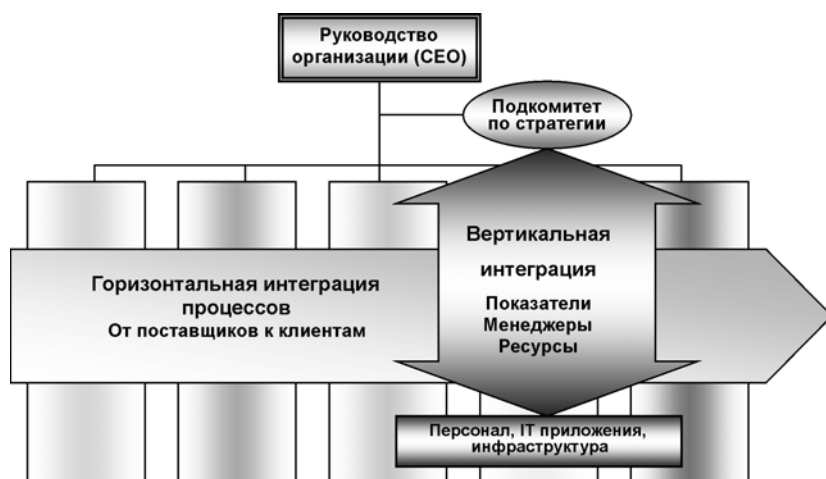 Руководство
организации (CEO)
Подкомитет
по стратегии
Вертикальная
интеграция
Показатели
Менеджеры
Ресурсы
Горизонтальная интеграция
процессов
От поставщиков к клиентам
Персонал, IT приложения,
инфраструктура